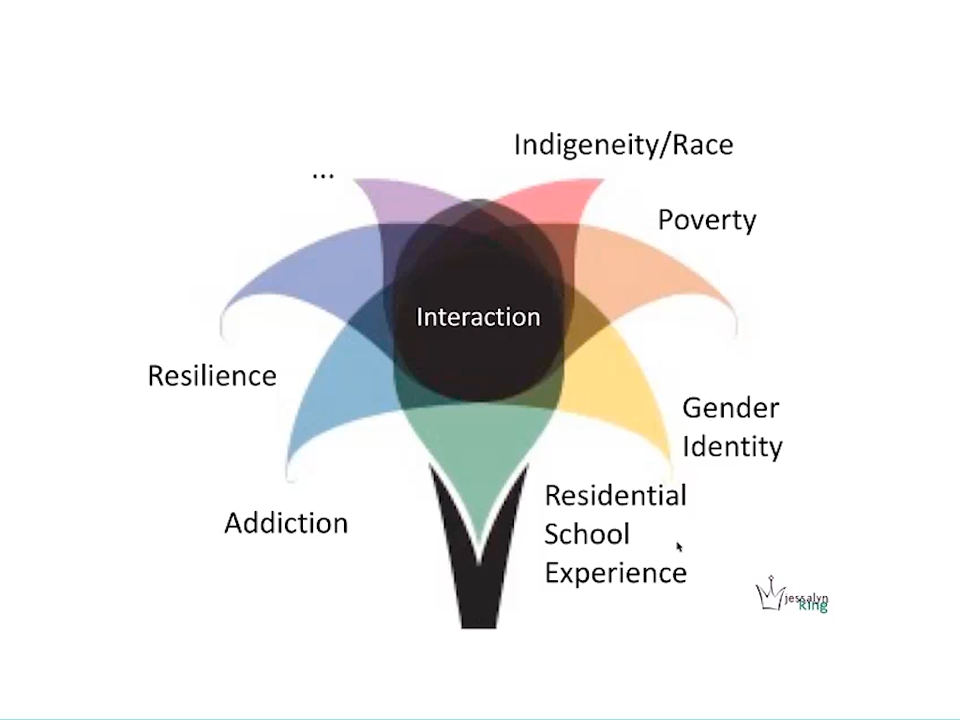 Indigeneity/Race
...
Poverty
Interaction
Resilience
Gender
Identity
Residential
School
Experience
Addiction
jessalyn
King